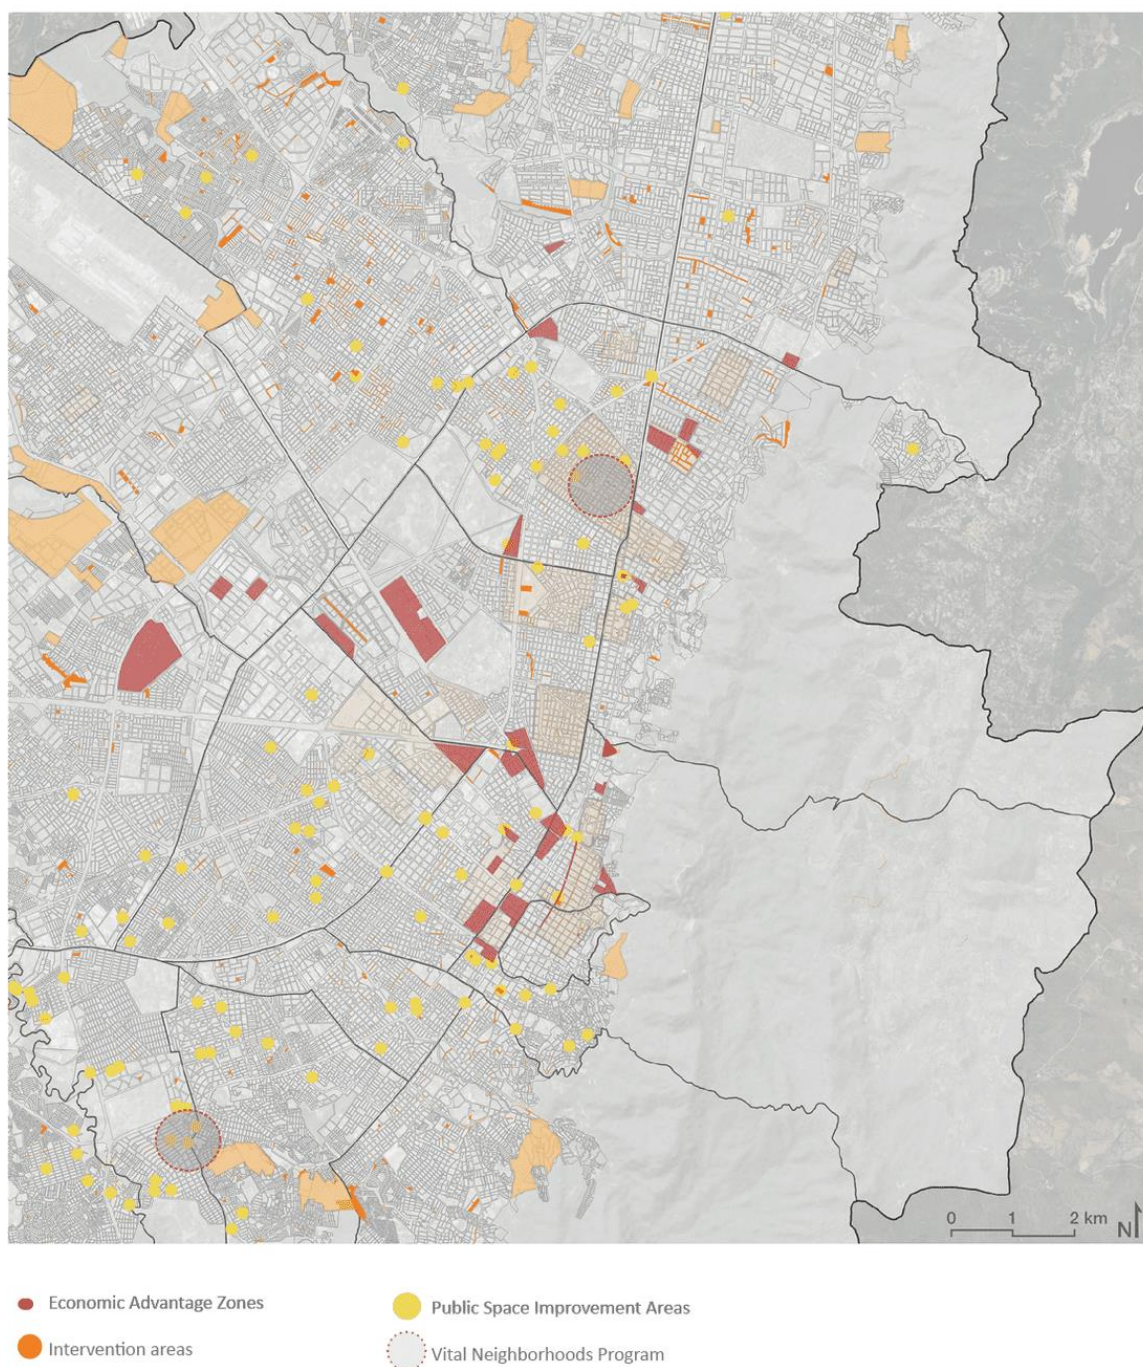 0 1 2 km
N
Economic Advantage Zones
Public Space Improvement Areas
Intervention areas
Vital Neighborhoods Program